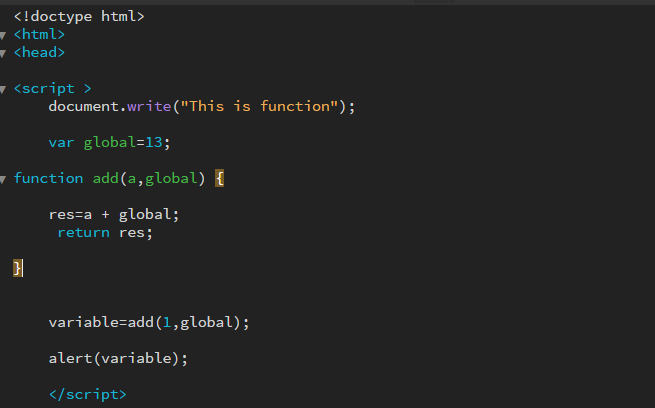 <!doctype html>
<html>
<head>
<script >
document.write("This is function");
var global=13;
function add(a,global) {
res=a + global;
return res;
}
variable=add(1,global);
alert(variable);
</script>